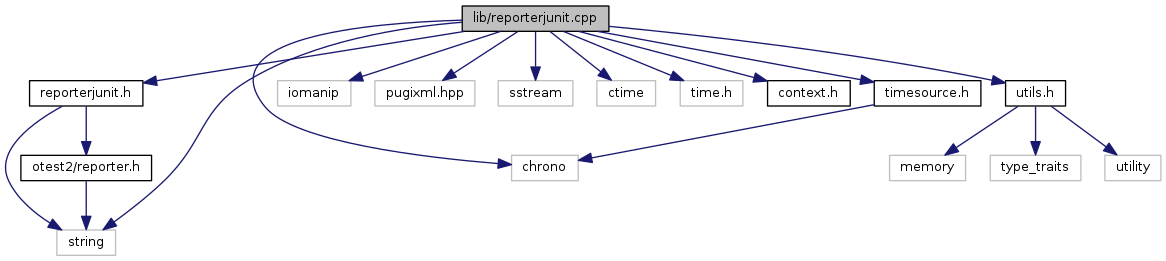 lib/reporterjunit.cpp
reporterjunit.h
iomanip
pugixml.hpp
sstream
ctime
time.h
context.h
timesource.h
utils.h
otest2/reporter.h
chrono
memory
type_traits
utility
string